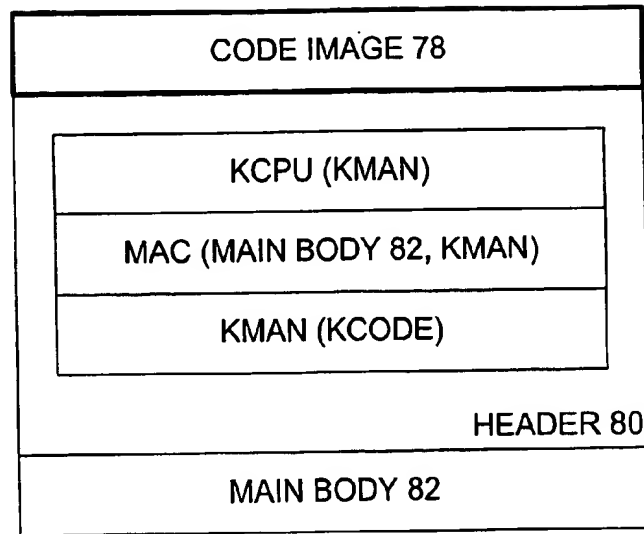 CODE IMAGE 78
KCPU (KMAN)
MAC (MAIN BODY 82, KMAN)
KMAN (KCODE)
HEADER 80
MAIN BODY 82